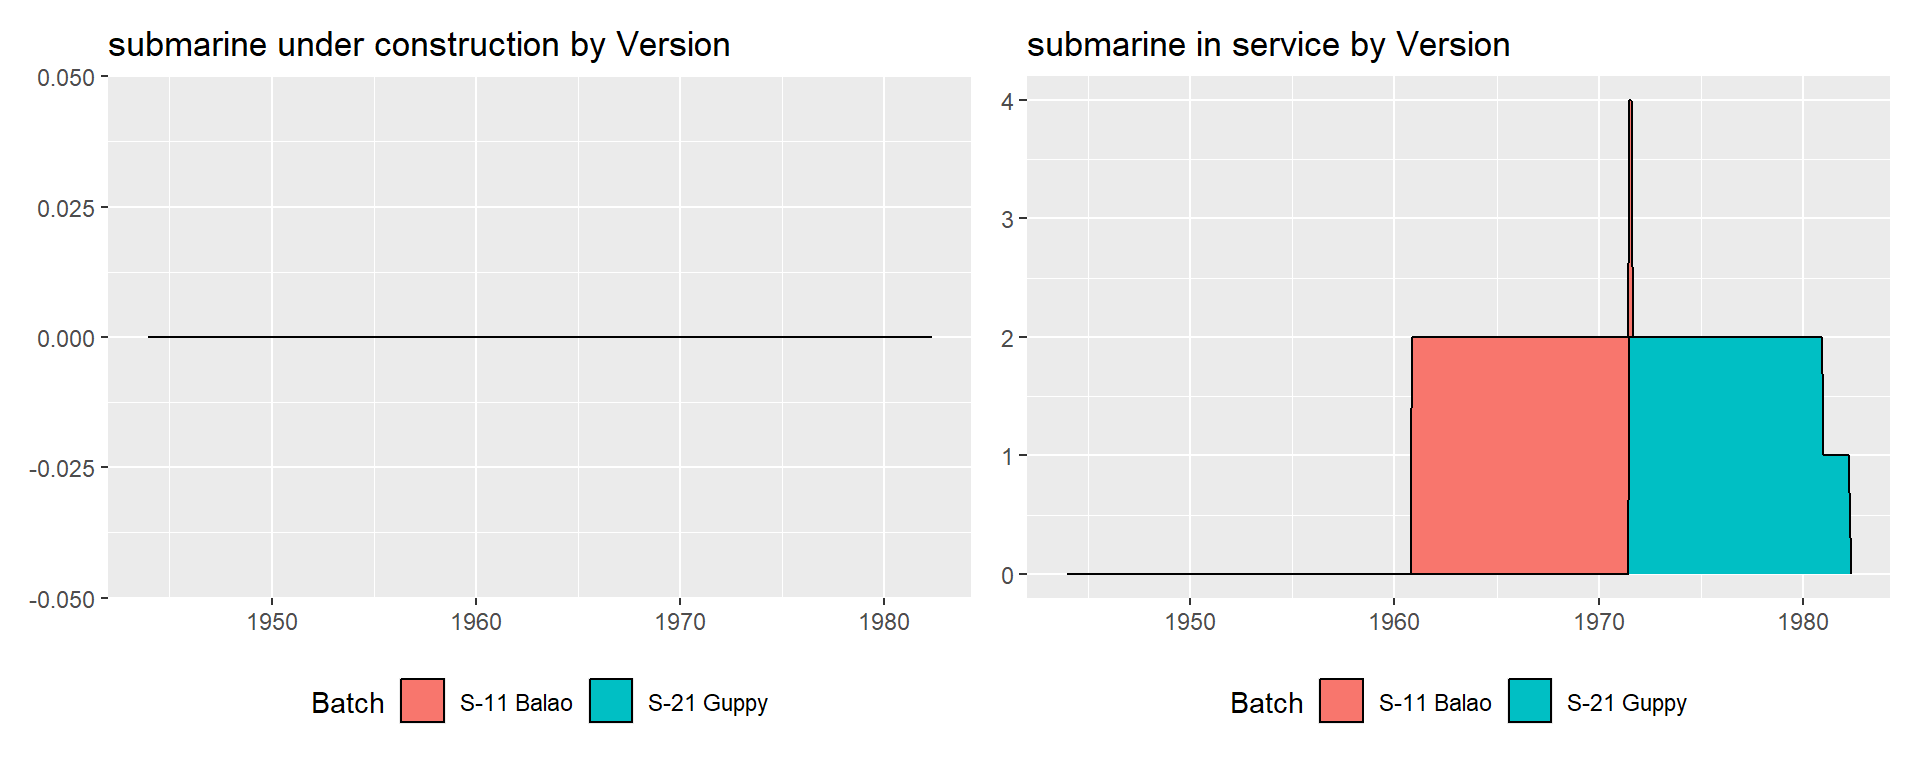 submarine under construction by Version
0.050
0.025
0.000
-0.025
-0.050
1950 1960 1970 1980
Batch S-11 Balao S-21 Guppy
submarine in service by Version
4
3
2
1
0
1950 1960 1970 1980
Batch S-11 Balao S-21 Guppy